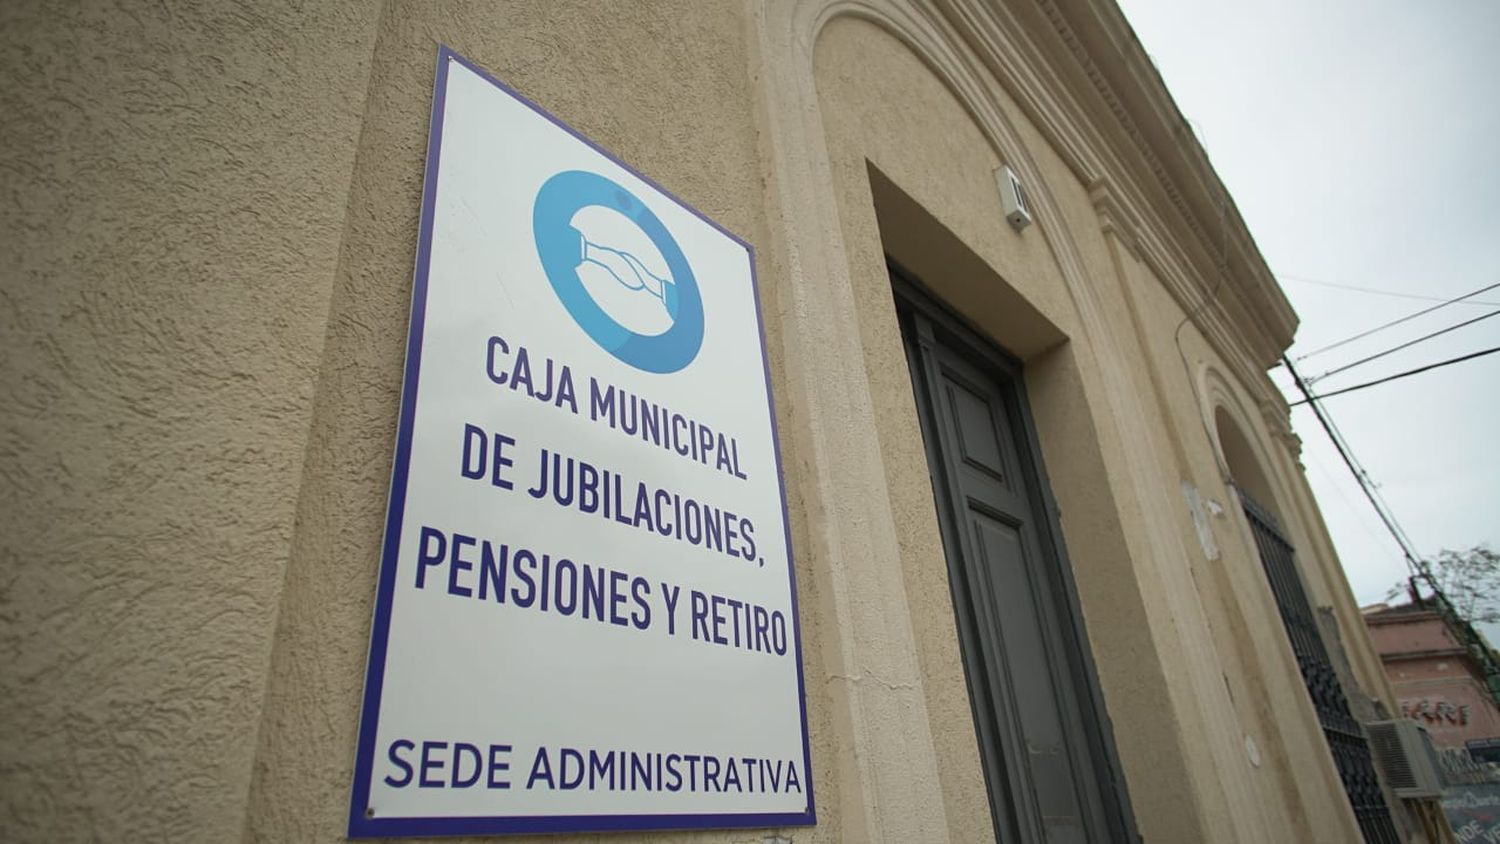 CAJA MUNICIPAL
DE JUBILACIONES,
PENSIONES Y RETIRO
SEDE ADMINISTRATIVA